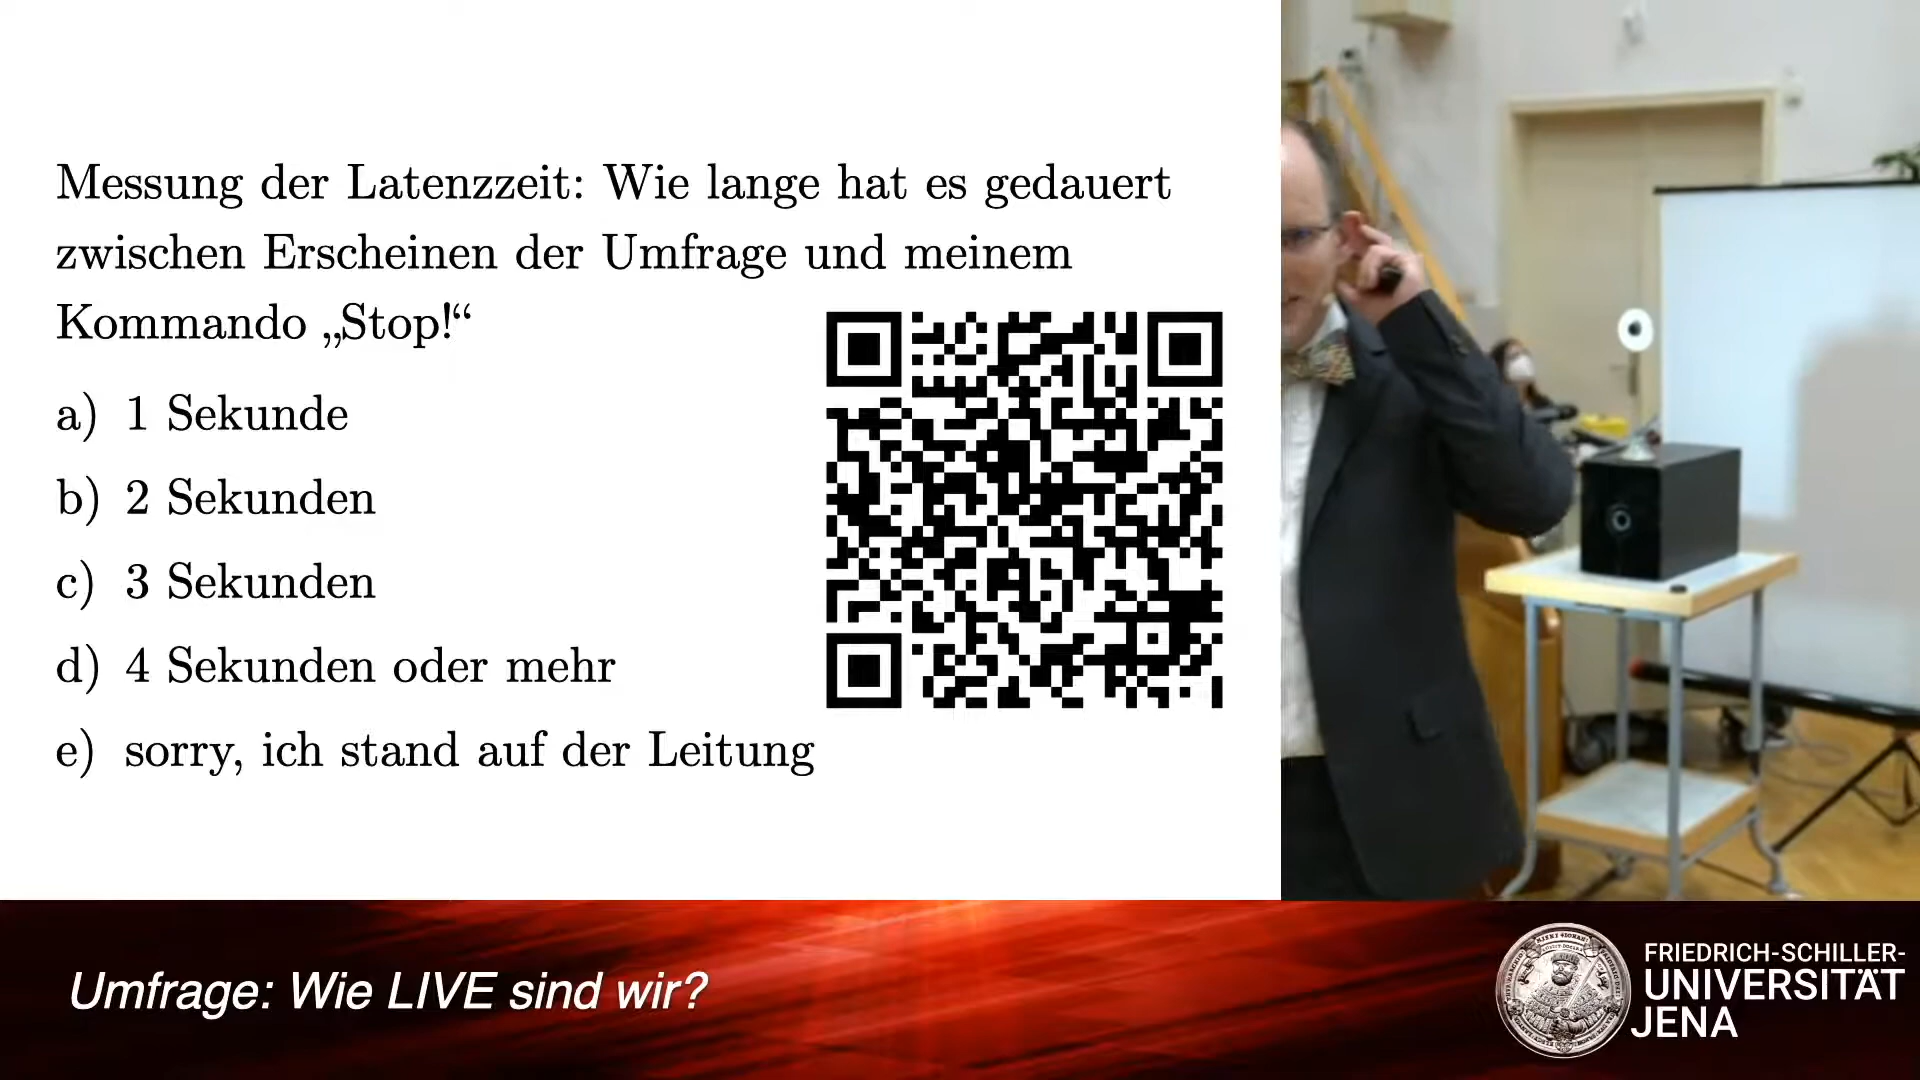 Messung der Latenzzeit: Wie lange hat es gedauert
zwischen Erscheinen der Umfrage und meinem
Kommando „Stop!“
a) 1 Sekunde
b) 2 Sekunden
c) 3 Sekunden
d) 4 Sekunden oder mehr
e) sorry, ich stand auf der Leitung
Umfrage: Wie LIVE sind wir?
FRIEDRICH-SCHILLER-
UNIVERSITÄT
JENA